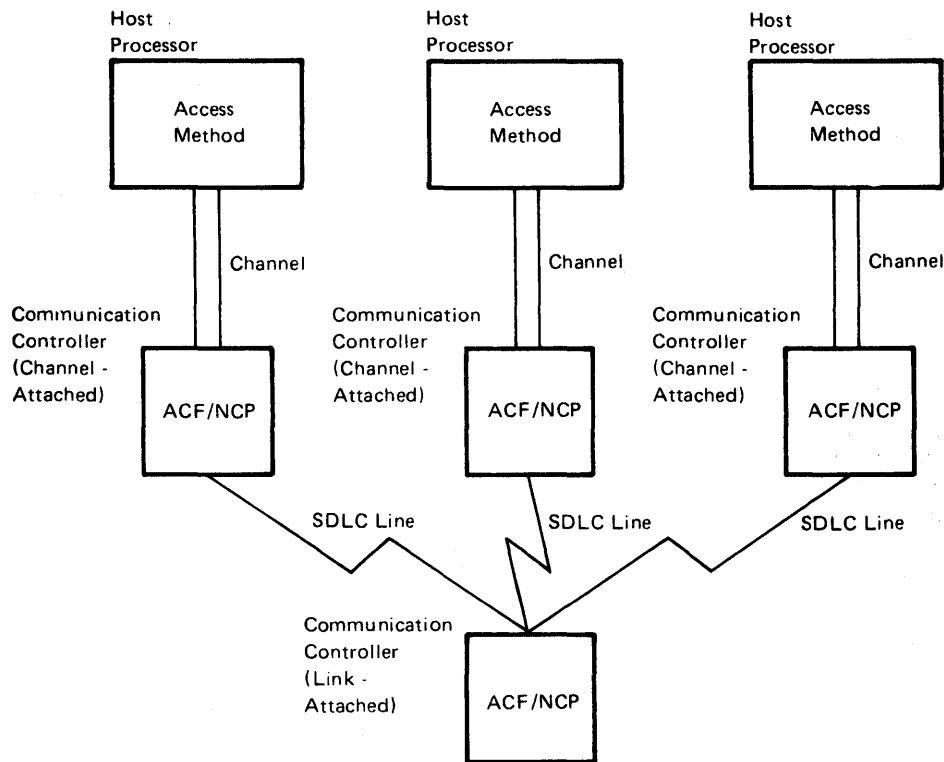 Host
Processor
Host
Processor
Host
Processor
Access
Method
Access
Method
Access
Method
Channel
Channel
Channel
Communication
Controller
(Channel -
Attached)
Communication
Controller
(Channel -
Attached)
Communication
Controller
(Channel -
Attached)
ACF/NCP
ACF/NCP
ACF/NCP
SDLC Line
SDLC Line
SDLC Line
Communication
Controller
(Link -
Attached)
ACF/NCP